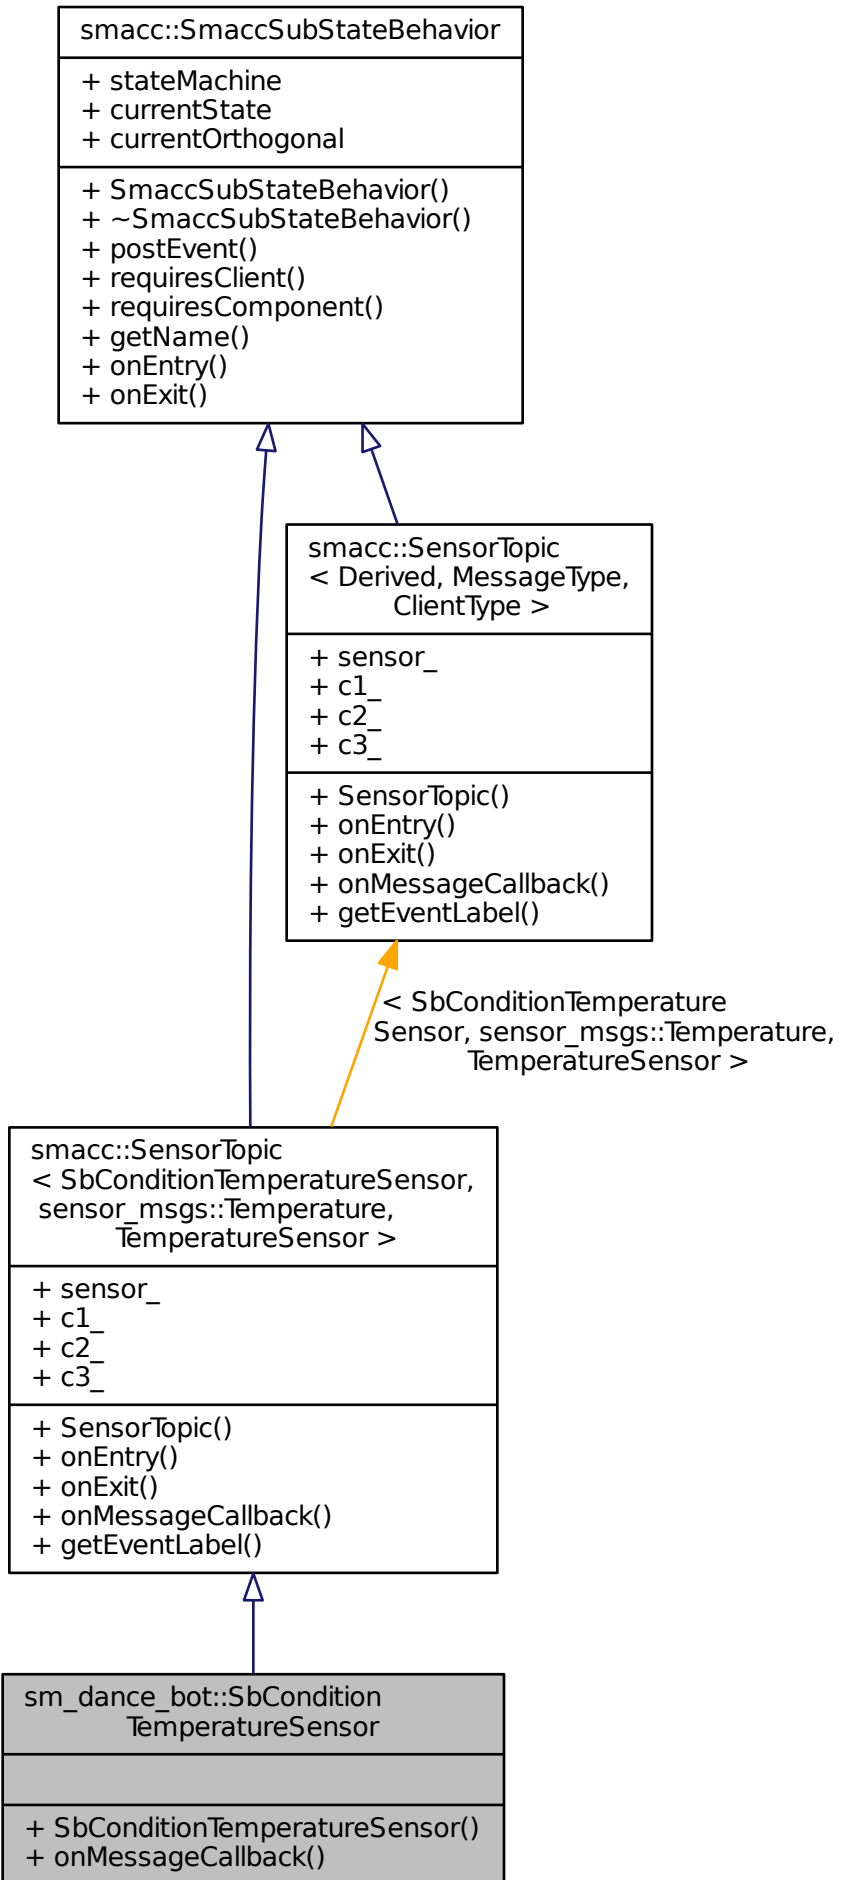 smacc::SmaccSubStateBehavior
+ stateMachine
+ currentState
+ currentOrthogonal
+ SmaccSubStateBehavior()
+ ~SmaccSubStateBehavior()
+ postEvent()
+ requiresClient()
+ requiresComponent()
+ getName()
+ onEntry()
+ onExit()
smacc::SensorTopic
< Derived, MessageType,
ClientType >
+ sensor_
+ c1_
+ c2_
+ c3_
+ SensorTopic()
+ onEntry()
+ onExit()
+ onMessageCallback()
+ getEventLabel()
< SbConditionTemperature
Sensor, sensor_msgs::Temperature,
TemperatureSensor >
smacc::SensorTopic
< SbConditionTemperatureSensor,
sensor_msgs::Temperature,
TemperatureSensor >
+ sensor_
+ c1_
+ c2_
+ c3_
+ SensorTopic()
+ onEntry()
+ onExit()
+ onMessageCallback()
+ getEventLabel()
sm_dance_bot::SbCondition
TemperatureSensor
+ SbConditionTemperatureSensor()
+ onMessageCallback()